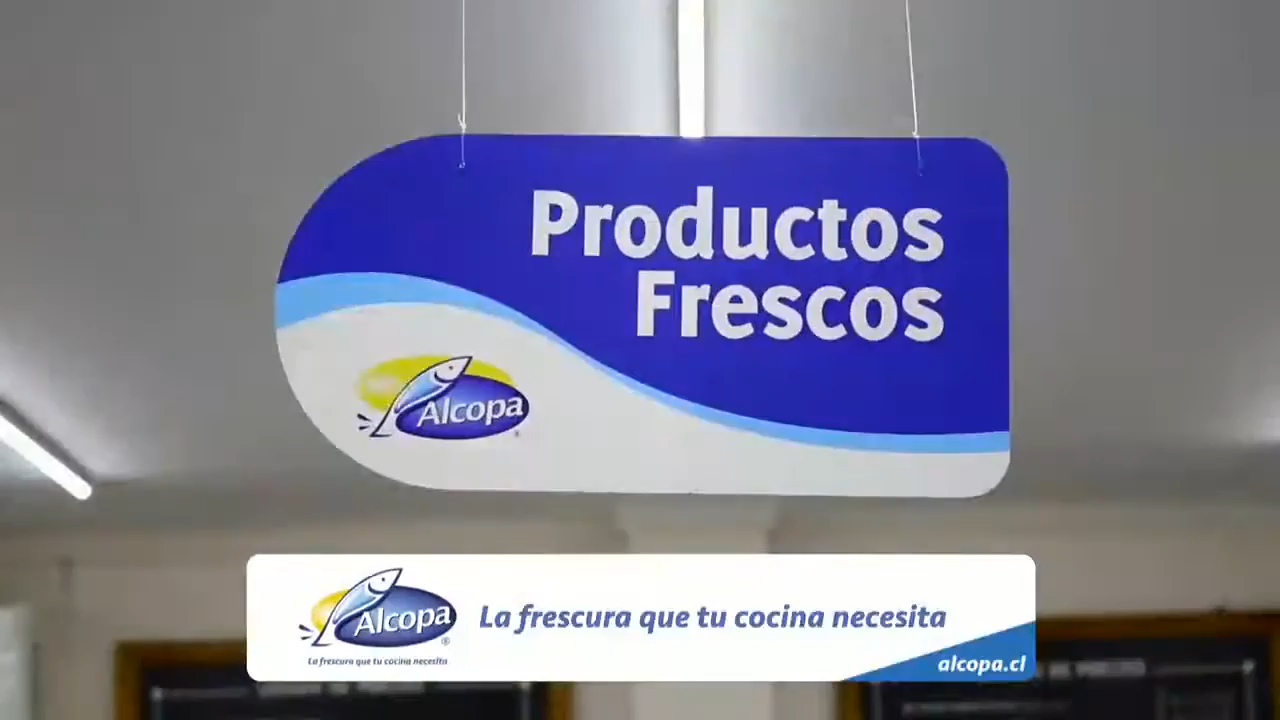 Productos
Frescos
Alcopa
Alcopa®
La frescura que tu cocina necesita
La frescura que tu cocina necesita
alcopa.cl